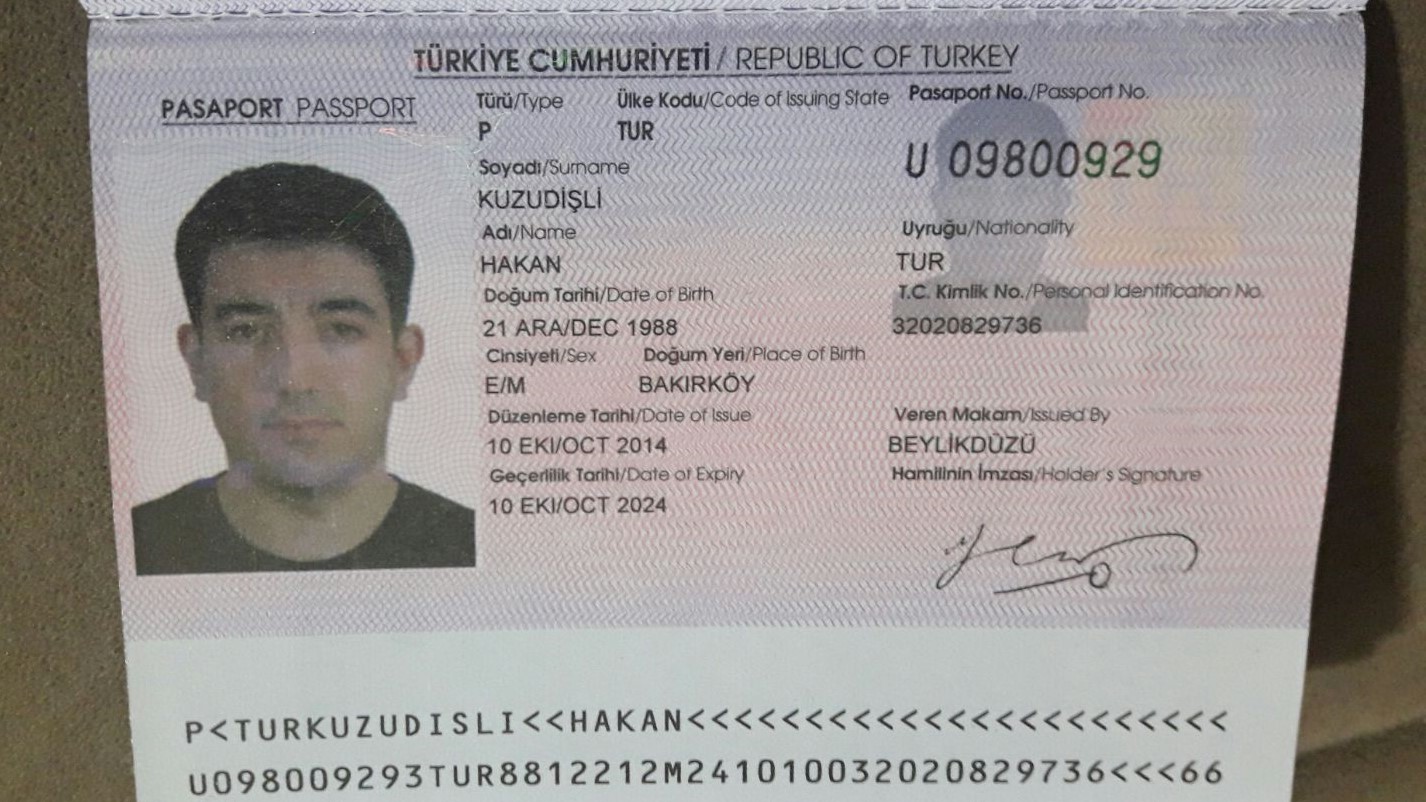 TÜRKİYE CUMHURİYETİ / REPUBLIC OF TURKEY
PASAPORT PASSPORT
Türü/Type Ülke Kodu/Code of Issuing State Pasaport No./Passport No.
P TUR U 09800929
Soyadı/Surname
KUZUDİŞLİ
Adı/Name Uyruğu/Nationality
HAKAN TUR
Doğum Tarihi/Date of Birth T.C. Kimlik No./Personal Identification No.
21 ARA/DEC 1988 32020829736
Cinsiyeti/Sex Doğum Yeri/Place of Birth
E/M BAKIRKÖY
Düzenleme Tarihi/Date of Issue Veren Makam/Issued By
10 EKI/OCT 2014 BEYLİKDÜZÜ
Geçerlilik Tarihi/Date of Expiry Hamilinin İmzası/Holder's Signature
10 EKI/OCT 2024
P<TURKUZUDISLI<<HAKAN<<<<<<<<<<<<<<<<<<<<<<<
U098009293TUR8812212M241010032020829736<<<66